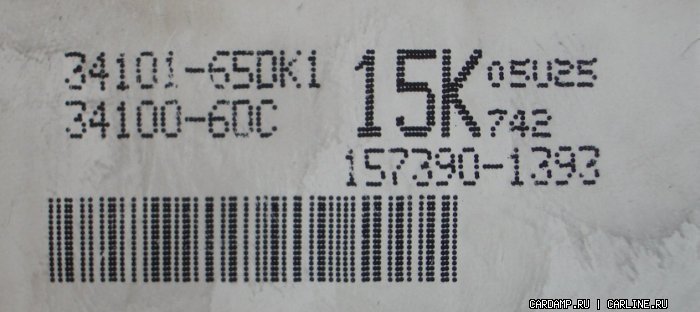 34101-65DK1
34100-60C
15K
05U25
742
157390-1393
CARDAMP.RU | CARLINE.RU